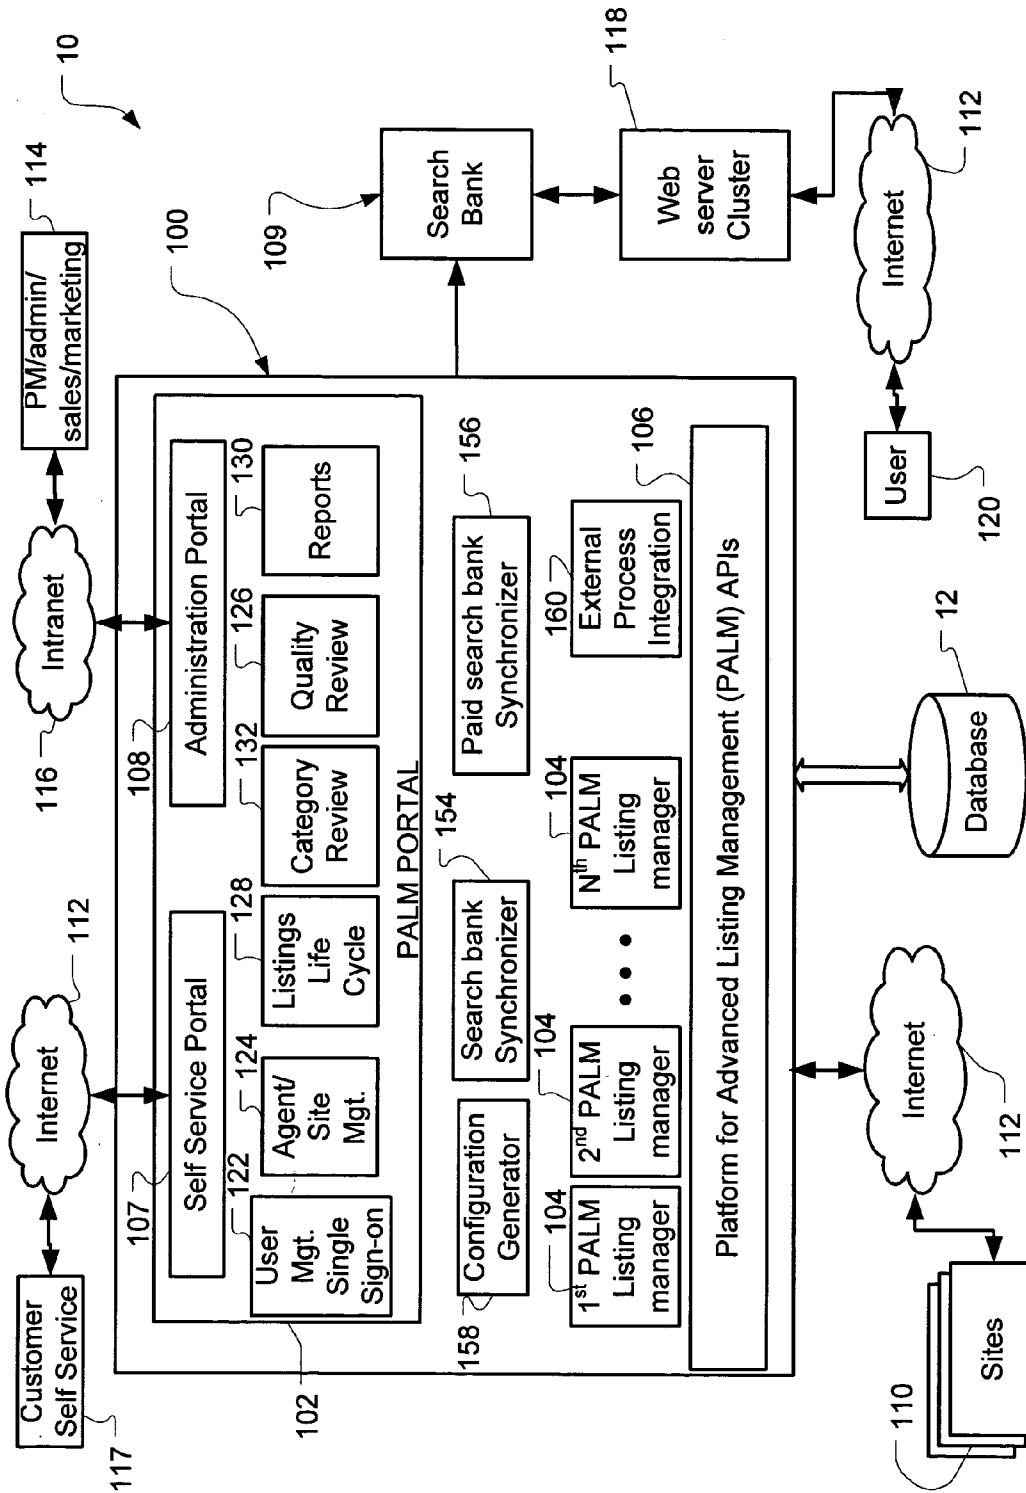 10
117
Customer
Self Service
112
Internet
116
Intranet
114
PM/admin/
sales/marketing
100
102
107
Self Service Portal
108
Administration Portal
122
User
Mgt.
Single
Sign-on
124
Agent/
Site
Mgt.
128
Listings
Life
Cycle
132
Category
Review
126
Quality
Review
130
Reports
PALM PORTAL
158
Configuration
Generator
154
Search bank
Synchronizer
156
Paid search bank
Synchronizer
104
1st PALM
Listing
manager
104
2nd PALM
Listing
manager
• • •
104
Nth PALM
Listing
manager
160
External
Process
Integration
106
Platform for Advanced Listing Management (PALM) APIs
109
Search
Bank
118
Web
server
Cluster
112
Internet
120
User
110
Sites
112
Internet
12
Database